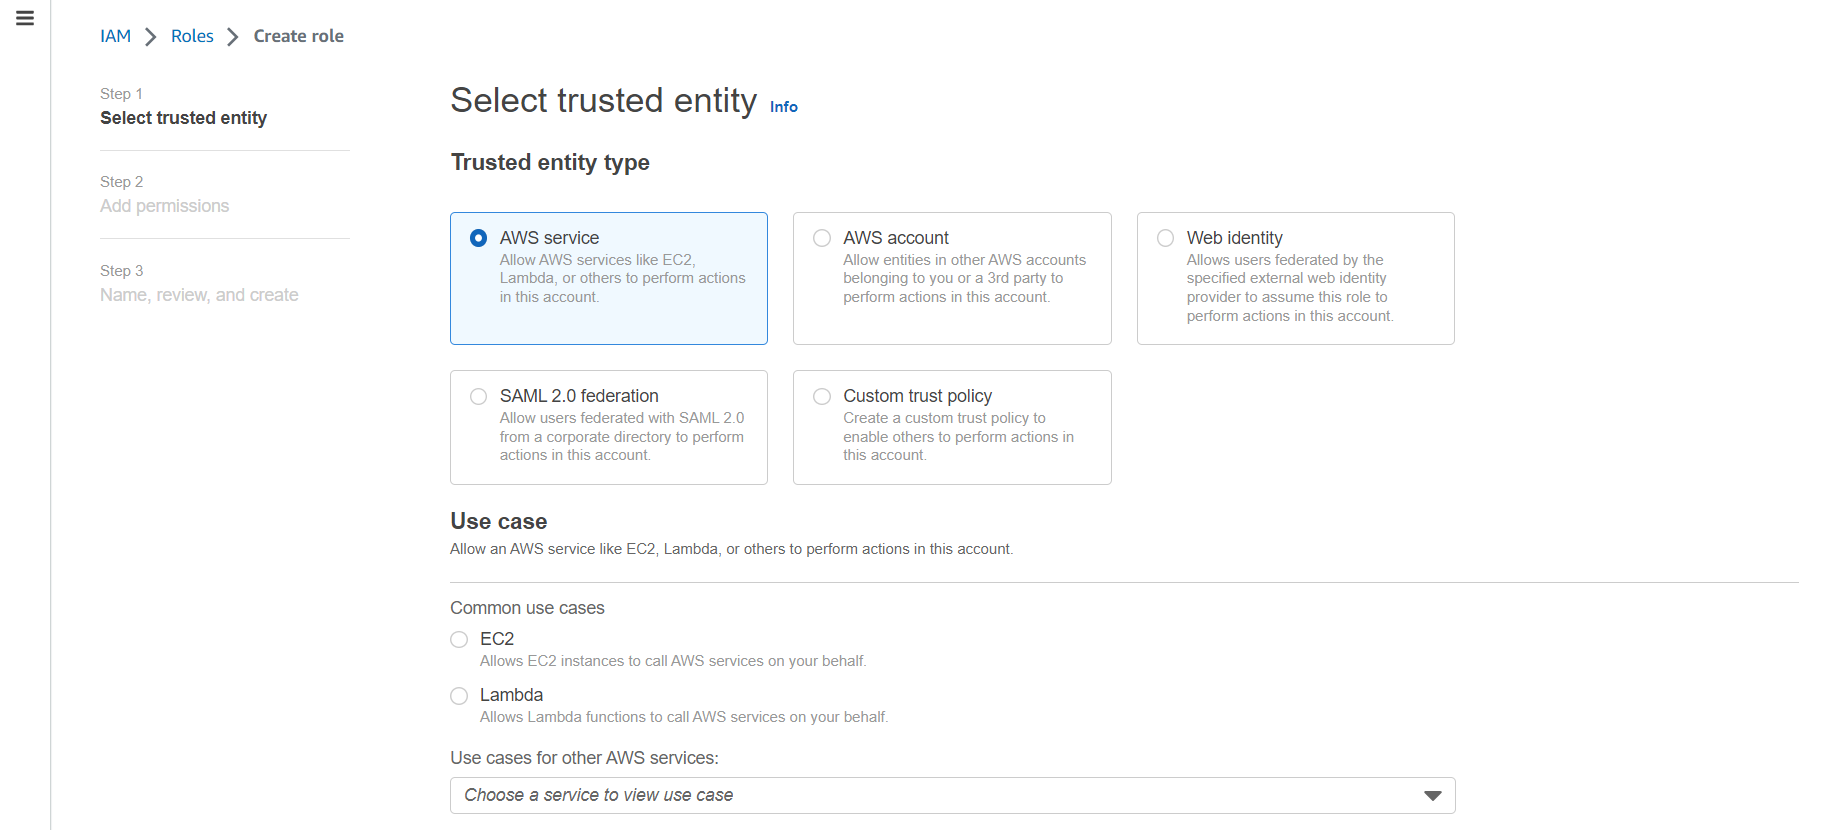 IAM > Roles > Create role
Step 1
Select trusted entity
Step 2
Add permissions
Step 3
Name, review, and create
Select trusted entity Info
Trusted entity type
AWS service
Allow AWS services like EC2,
Lambda, or others to perform actions
in this account.
AWS account
Allow entities in other AWS accounts
belonging to you or a 3rd party to
perform actions in this account.
Web identity
Allows users federated by the
specified external web identity
provider to assume this role to
perform actions in this account.
SAML 2.0 federation
Allow users federated with SAML 2.0
from a corporate directory to perform
actions in this account.
Custom trust policy
Create a custom trust policy to
enable others to perform actions in
this account.
Use case
Allow an AWS service like EC2, Lambda, or others to perform actions in this account.
Common use cases
EC2
Allows EC2 instances to call AWS services on your behalf.
Lambda
Allows Lambda functions to call AWS services on your behalf.
Use cases for other AWS services:
Choose a service to view use case